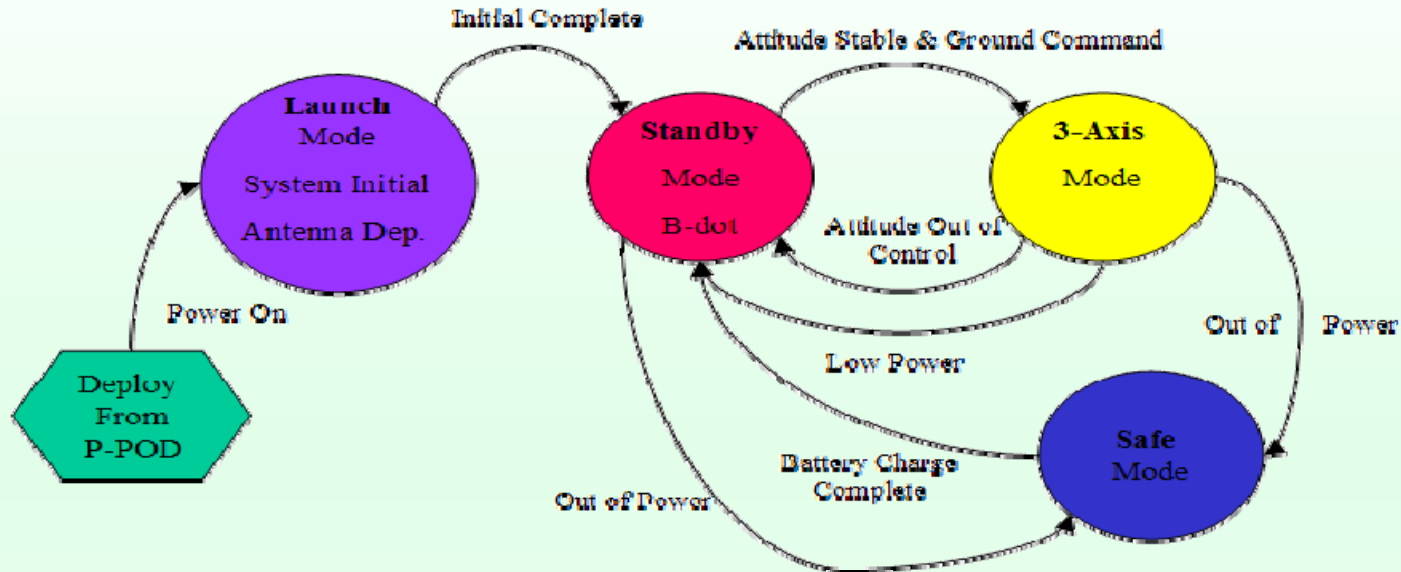 Initial Complete
Attitude Stable & Ground Command
Launch
Mode
System Initial
Antenna Dep.
Standby
Mode
B-dot
3-Axis
Mode
Attitude Out of
Control
Power On
Out of Power
Low Power
Deploy
From
P-POD
Safe
Mode
Battery Charge
Complete
Out of Power